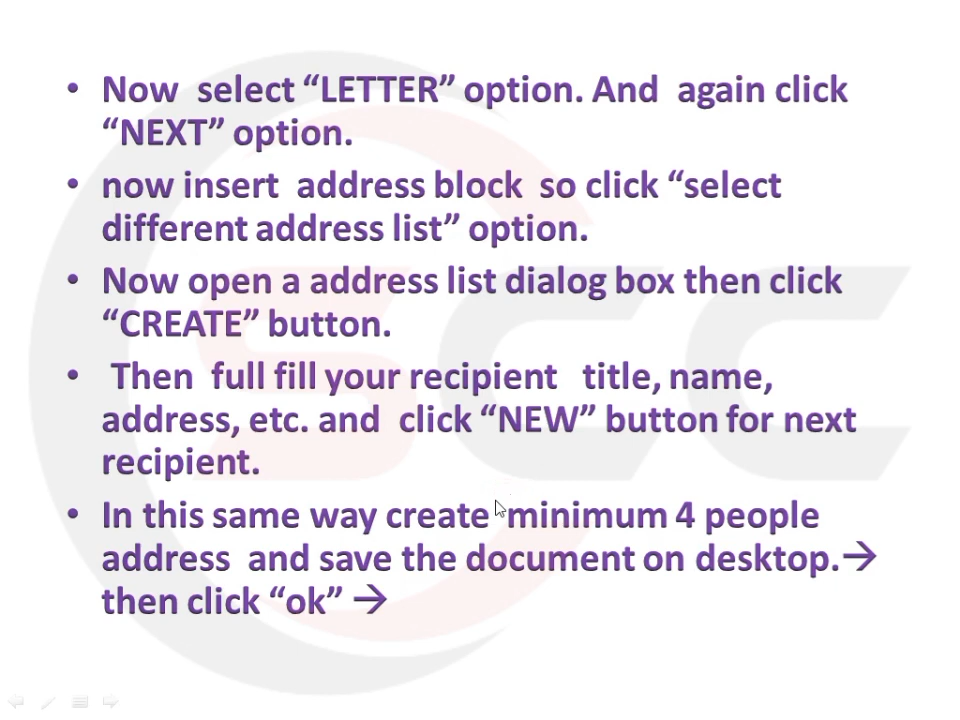 • Now select “LETTER” option. And again click
“NEXT” option.
• now insert address block so click “select
different address list” option.
• Now open a address list dialog box then click
“CREATE” button.
• Then full fill your recipient title, name,
address, etc. and click “NEW” button for next
recipient.
• In this same way create minimum 4 people
address and save the document on desktop.→
then click “ok” →
SCC